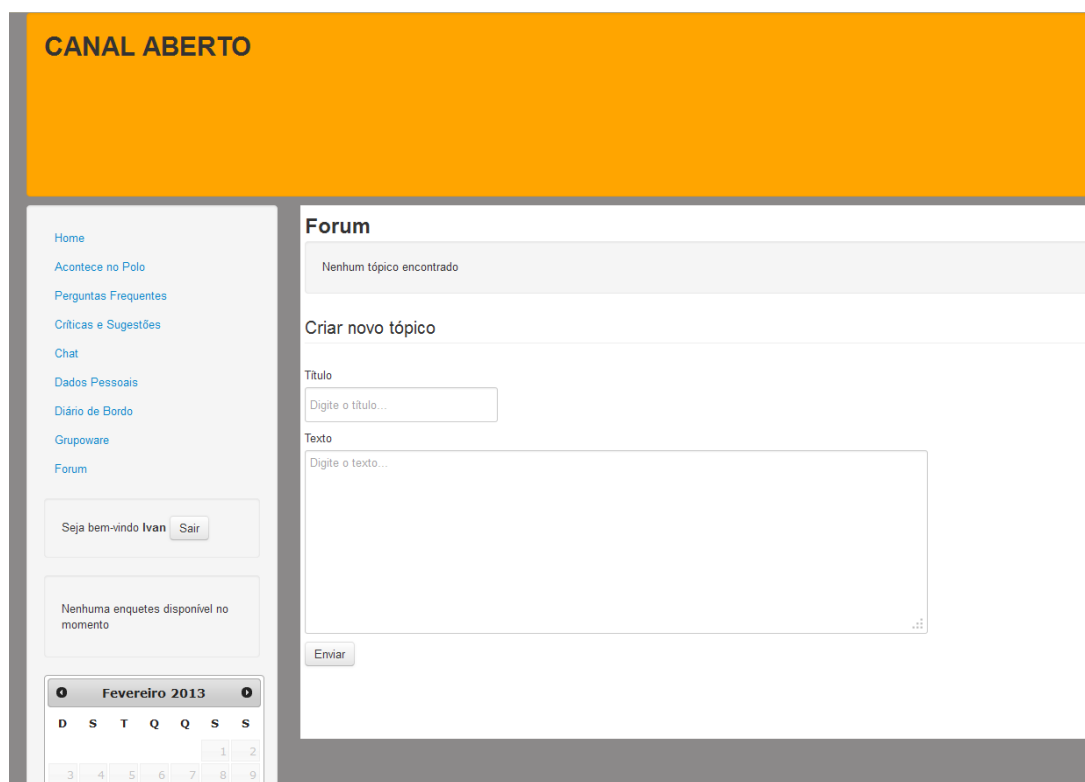 CANAL ABERTO
Home
Acontece no Polo
Perguntas Frequentes
Críticas e Sugestões
Chat
Dados Pessoais
Diário de Bordo
Grupoware
Forum
Seja bem-vindo Ivan Sair
Nenhuma enquetes disponível no
momento
Fevereiro 2013
D S T Q Q S S
1 2
3 4 5 6 7 8 9
Forum
Nenhum tópico encontrado
Criar novo tópico
Título
Digite o título...
Texto
Digite o texto...
Enviar